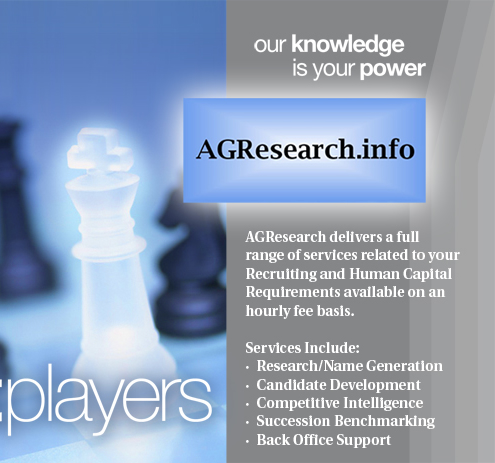 our knowledge
is your power
AGResearch.info
AGResearch delivers a full
range of services related to your
Recruiting and Human Capital
Requirements available on an
hourly fee basis.
Services Include:
· Research/Name Generation
· Candidate Development
· Competitive Intelligence
· Succession Benchmarking
· Back Office Support
:players